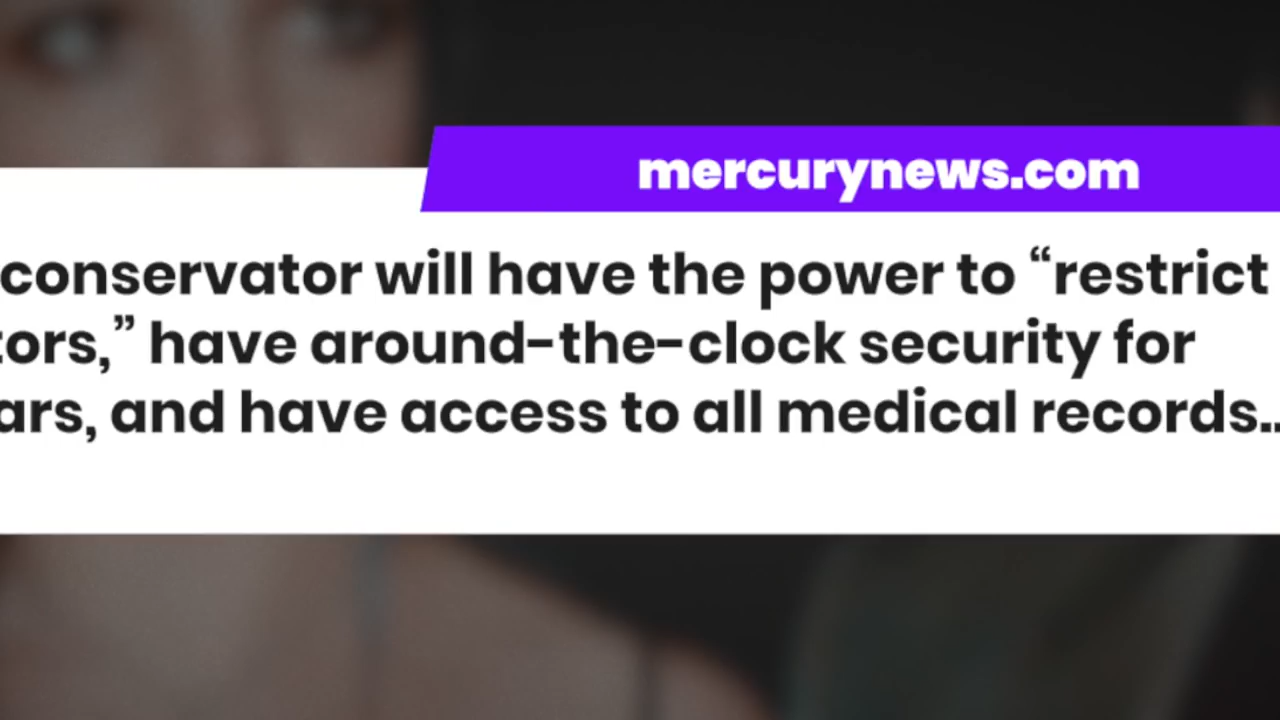 mercurynews.com
conservator will have the power to “restrict
tors,” have around-the-clock security for
ars, and have access to all medical records..